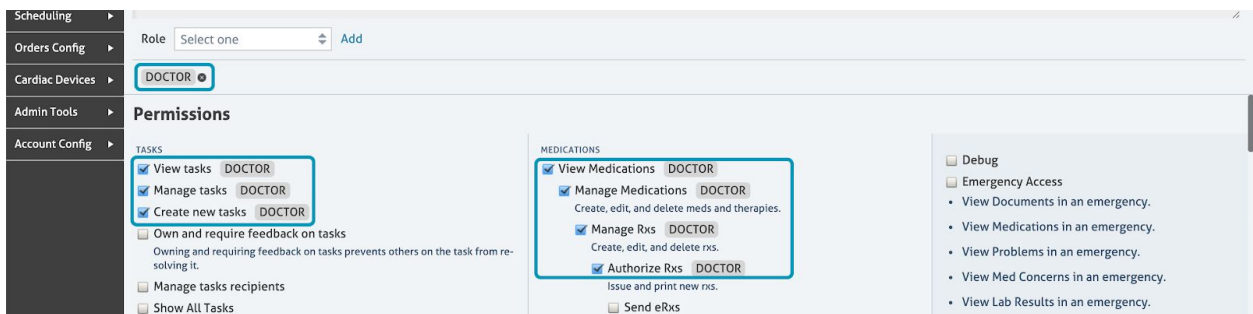 Scheduling
Orders Config
Cardiac Devices
Admin Tools
Account Config
Role Select one Add
DOCTOR
Permissions
TASKS
View tasks DOCTOR
Manage tasks DOCTOR
Create new tasks DOCTOR
Own and require feedback on tasks
Owning and requiring feedback on tasks prevents others on the task from re-
solving it.
Manage tasks recipients
Show All Tasks
MEDICATIONS
View Medications DOCTOR
Manage Medications DOCTOR
Create, edit, and delete meds and therapies.
Manage Rxs DOCTOR
Create, edit, and delete rxs.
Authorize Rxs DOCTOR
Issue and print new rxs.
Send eRxs
Debug
Emergency Access
• View Documents in an emergency.
• View Medications in an emergency.
• View Problems in an emergency.
• View Med Concerns in an emergency.
• View Lab Results in an emergency.